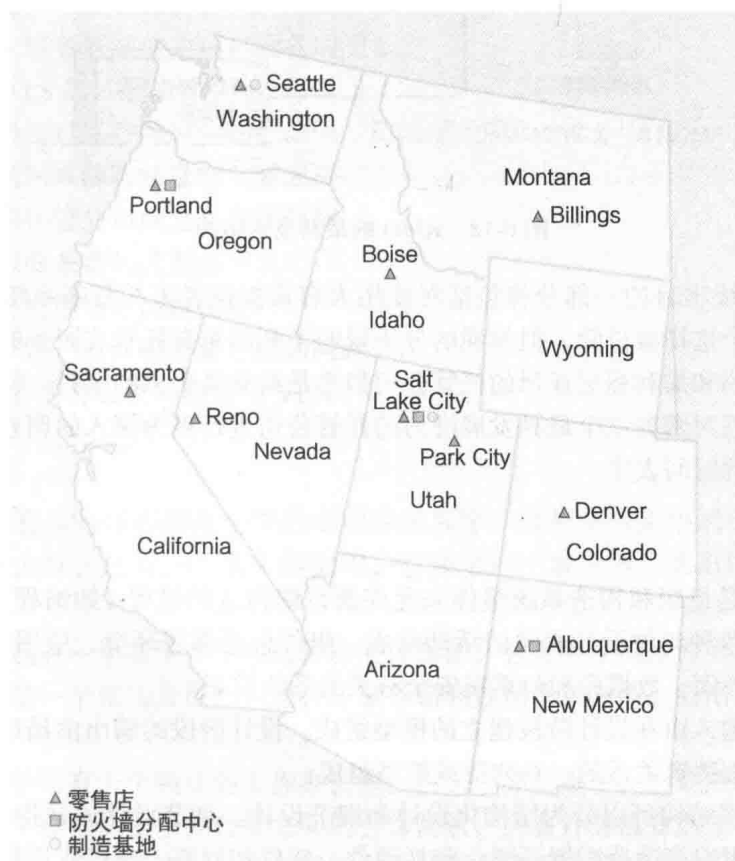 Seattle
Washington
Montana
Portland
Billings
Oregon
Boise
Idaho
Wyoming
Sacramento
Salt
Lake City
Reno
Nevada
Park City
Utah
Denver
California
Colorado
Albuquerque
Arizona
New Mexico
零售店
防火墙分配中心
制造基地